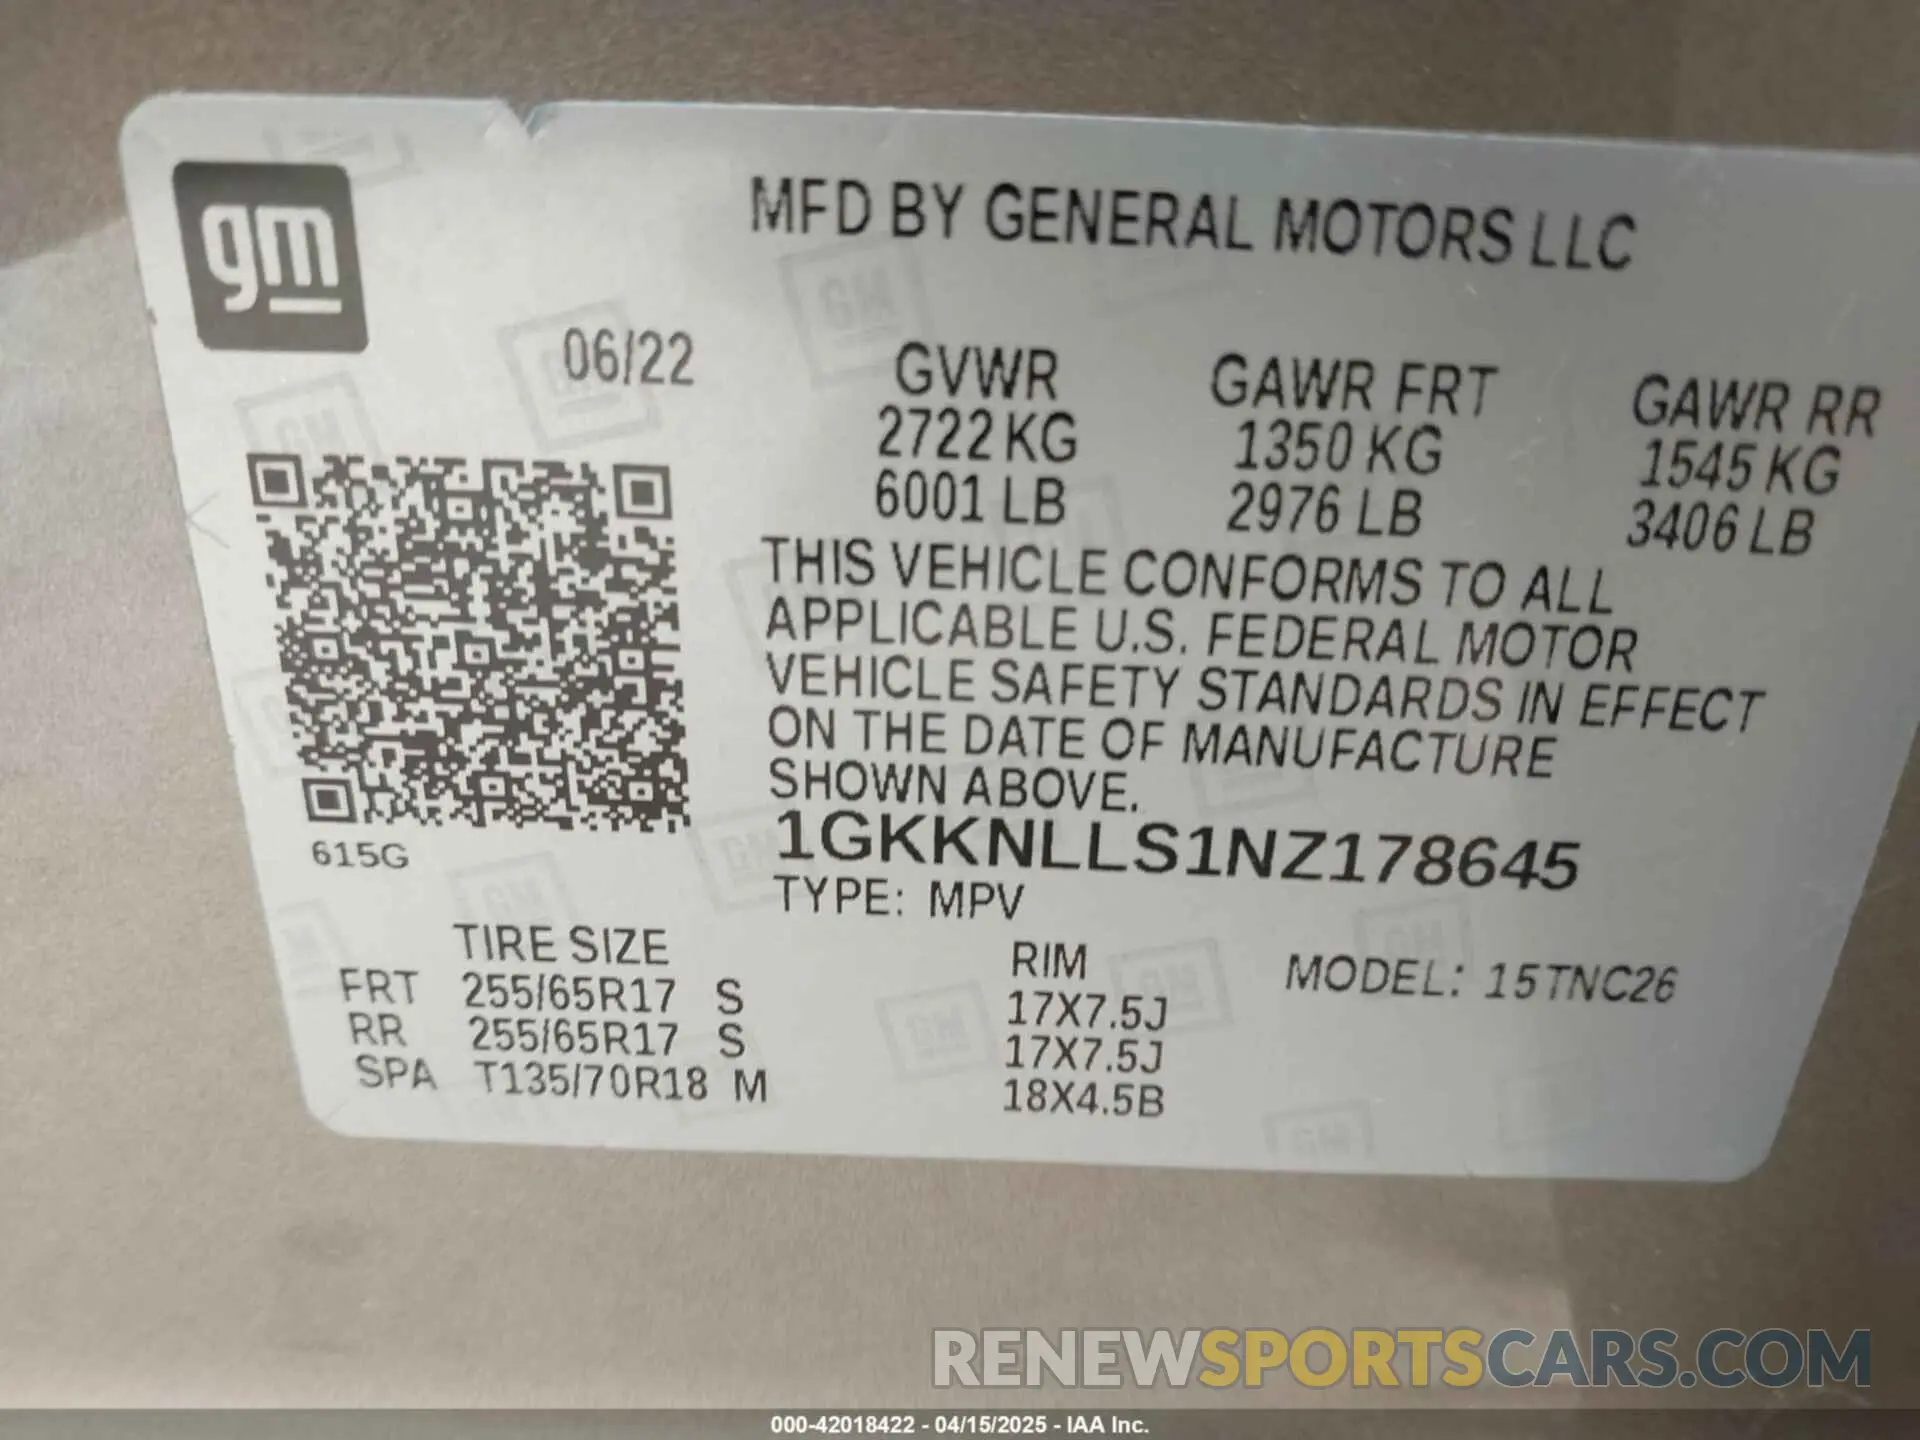 gm
MFD BY GENERAL MOTORS LLC
06/22
GVWR GAWR FRT GAWR RR
2722 KG 1350 KG 1545 KG
6001 LB 2976 LB 3406 LB
THIS VEHICLE CONFORMS TO ALL
APPLICABLE U.S. FEDERAL MOTOR
VEHICLE SAFETY STANDARDS IN EFFECT
ON THE DATE OF MANUFACTURE
SHOWN ABOVE.
615G
1GKKNLLS1NZ178645
TYPE: MPV
TIRE SIZE RIM MODEL: 15TNC26
FRT 255/65R17 S 17X7.5J
RR 255/65R17 S 17X7.5J
SPA T135/70R18 M 18X4.5B
RENEWSPORTSCARS.COM
000-42018422 - 04/15/2025 - IAA Inc.